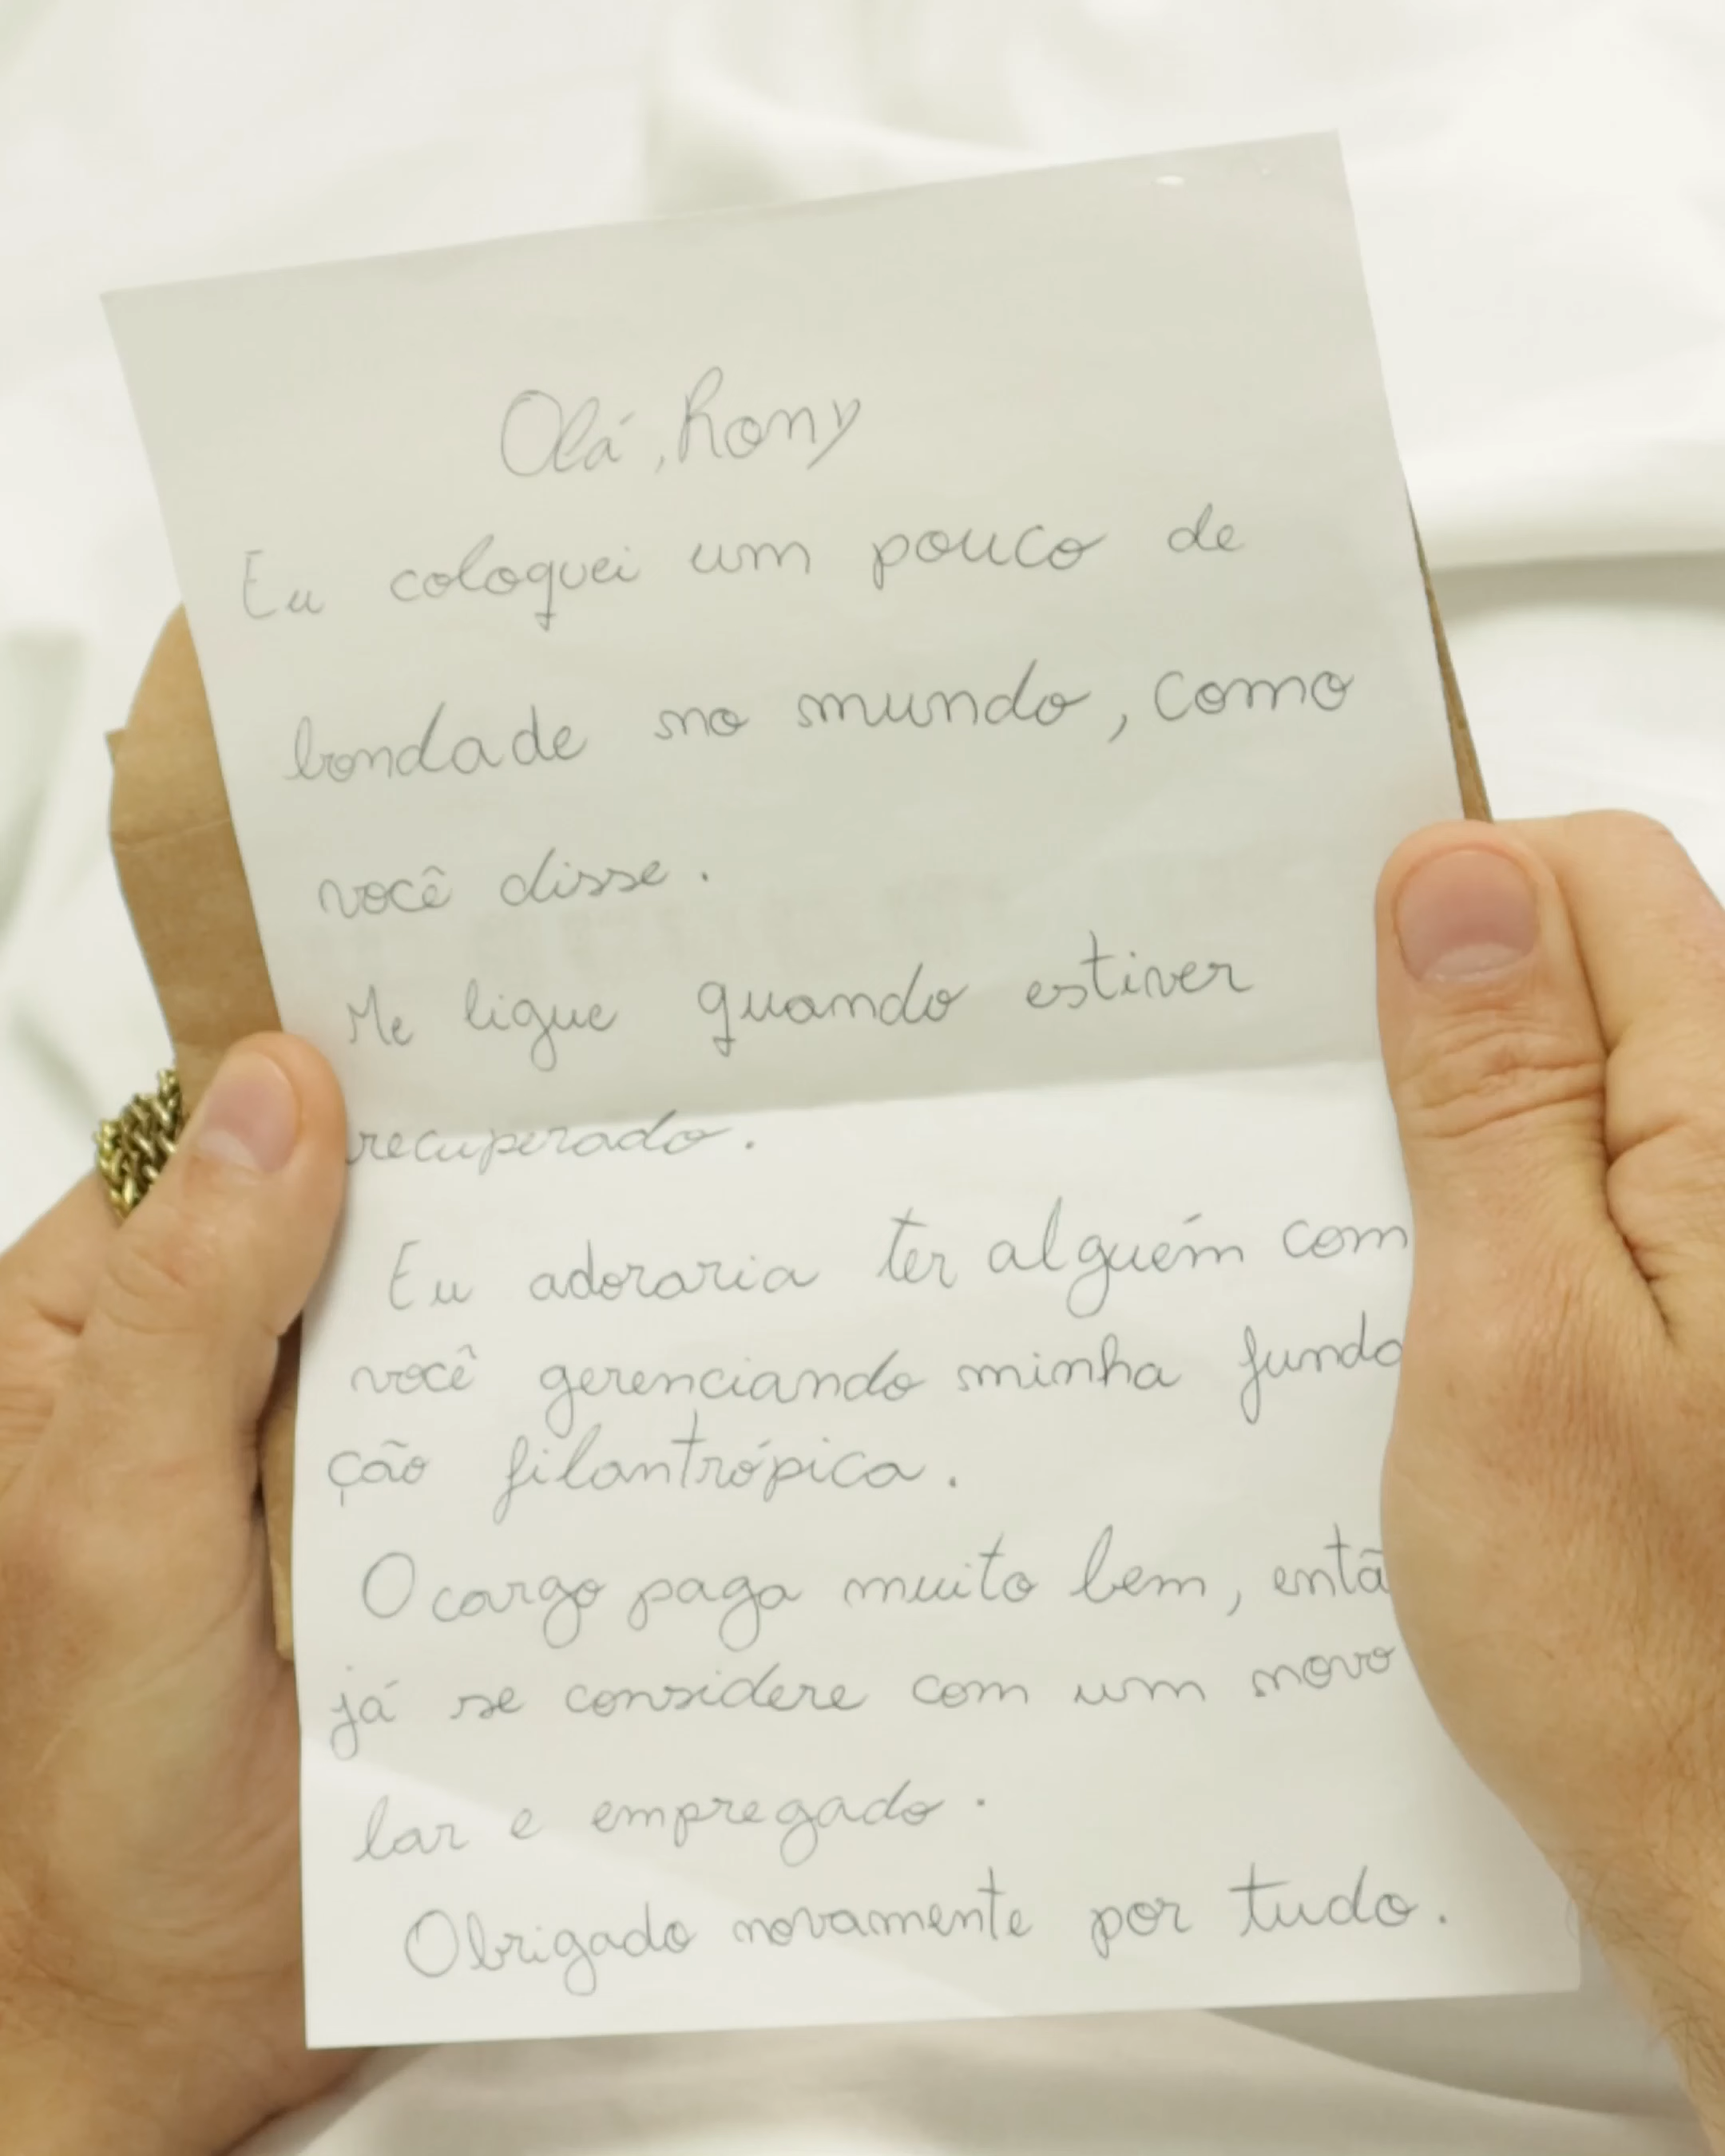 Olá, Rony
Eu coloquei um pouco de
bondade no mundo, como
você disse.
Me ligue quando estiver
recuperado.
Eu adoraria ter alguém com
você gerenciando minha funda
ção filantrópica.
O cargo paga muito bem, entã
já se considere com um novo
lar e empregado.
Obrigado novamente por tudo.